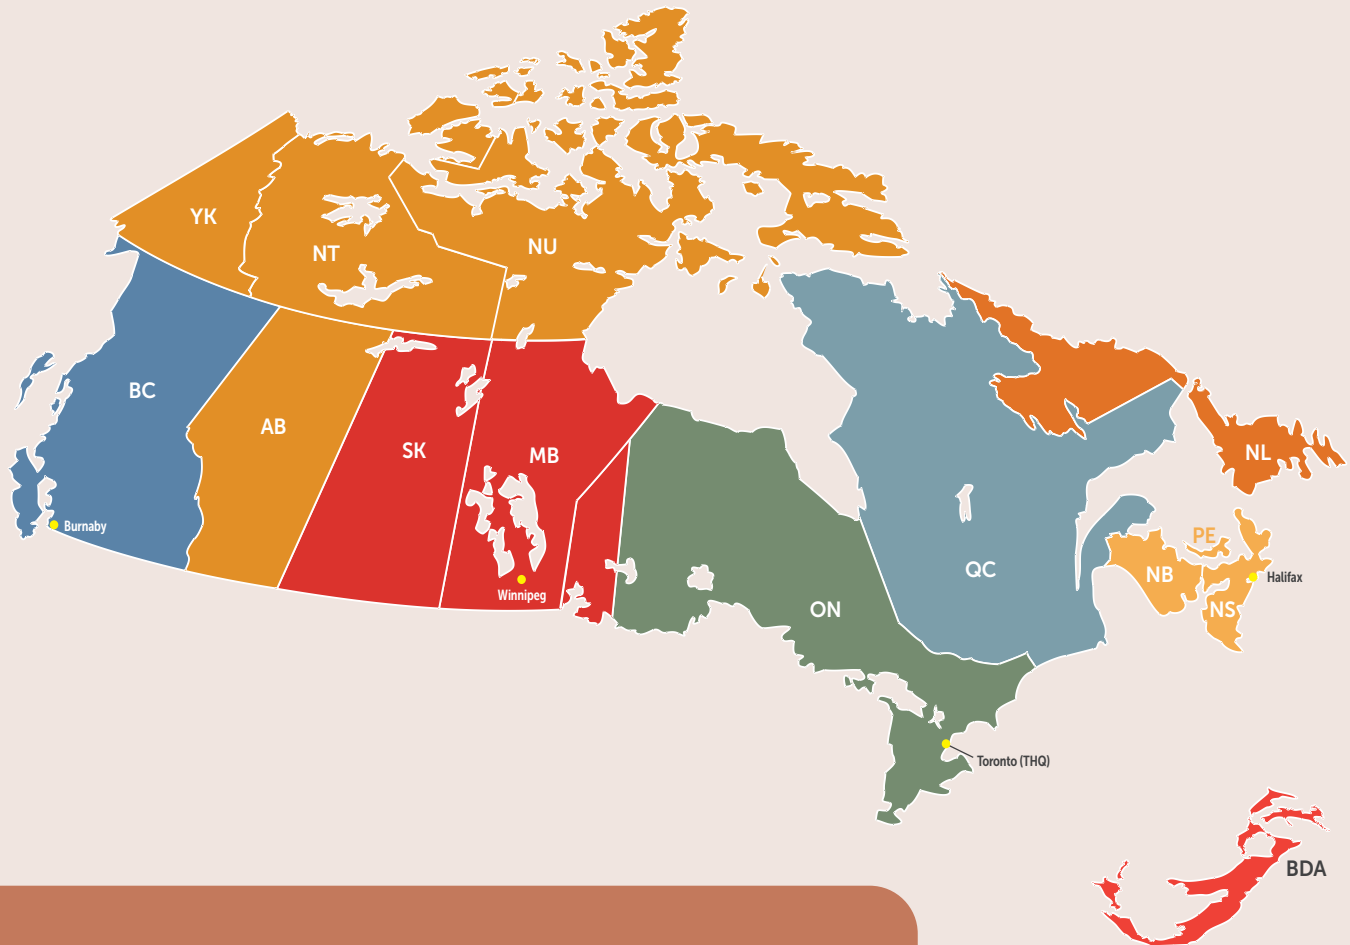 YK
NT
NU
BC
AB
SK
MB
NL
PE
NB
NS
QC
ON
Burnaby
Winnipeg
Halifax
Toronto (THQ)
BDA